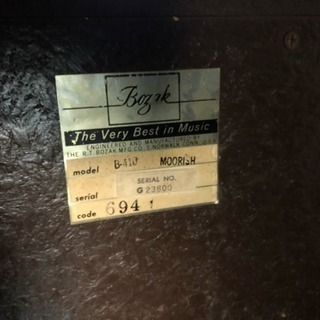 Bozak
The Very Best in Music
ENGINEERED AND MANUFACTURED BY
THE R.T. BOZAK MFG. CO. S. NORWALK, CONN. U.S.A.
model B-410 MOORISH
SERIAL NO.
serial G 23800
code 694 1